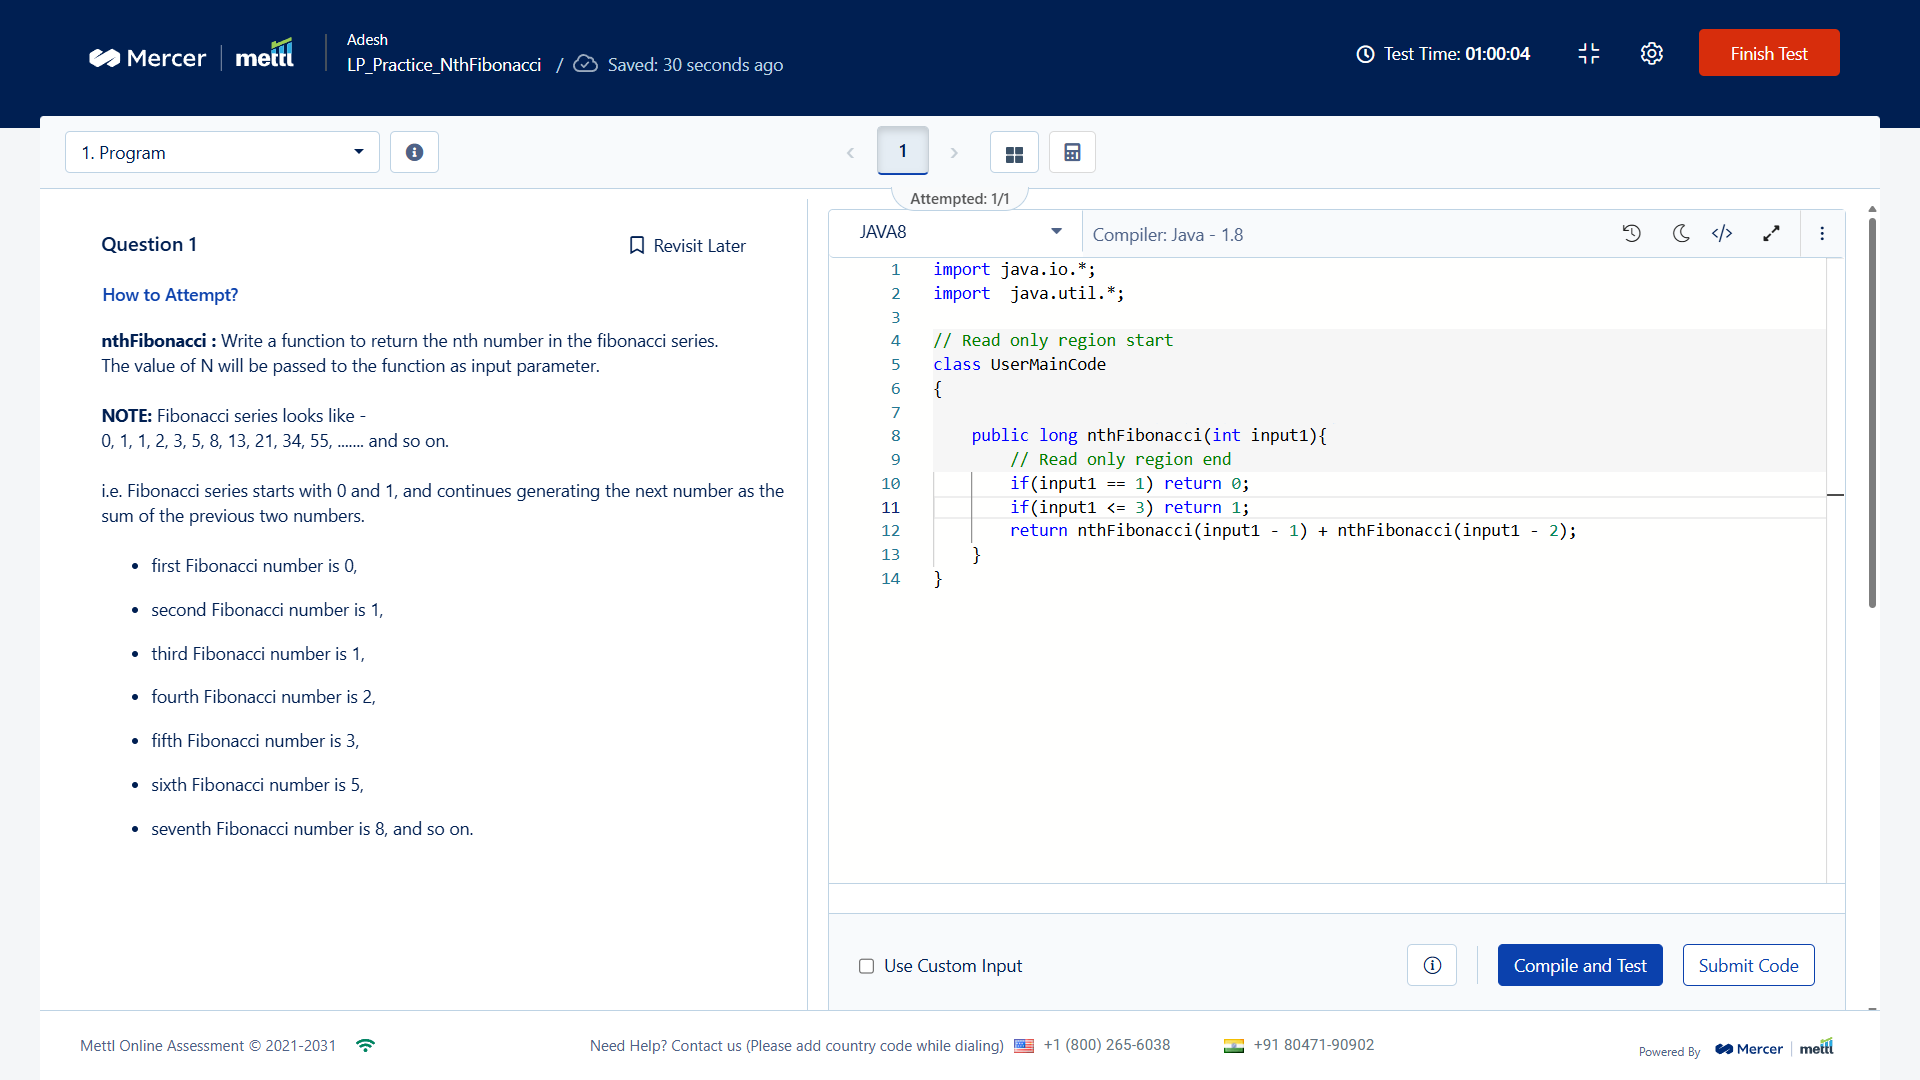 Mercer | mettl
Adesh
LP_Practice_NthFibonacci / Saved: 30 seconds ago
Test Time: 01:00:04
Finish Test
1. Program
1
Attempted: 1/1
Question 1
Revisit Later
How to Attempt?
nthFibonacci : Write a function to return the nth number in the fibonacci series.
The value of N will be passed to the function as input parameter.
NOTE: Fibonacci series looks like -
0, 1, 1, 2, 3, 5, 8, 13, 21, 34, 55, ....... and so on.
i.e. Fibonacci series starts with 0 and 1, and continues generating the next number as the
sum of the previous two numbers.
• first Fibonacci number is 0,
• second Fibonacci number is 1,
• third Fibonacci number is 1,
• fourth Fibonacci number is 2,
• fifth Fibonacci number is 3,
• sixth Fibonacci number is 5,
• seventh Fibonacci number is 8, and so on.
JAVA8
Compiler: Java - 1.8
1 import java.io.*;
2 import  java.util.*;
3
4 // Read only region start
5 class UserMainCode
6 {
7
8     public long nthFibonacci(int input1){
9         // Read only region end
10         if(input1 == 1) return 0;
11         if(input1 <= 3) return 1;
12         return nthFibonacci(input1 - 1) + nthFibonacci(input1 - 2);
13     }
14 }
Use Custom Input
Compile and Test
Submit Code
Mettl Online Assessment © 2021-2031
Need Help? Contact us (Please add country code while dialing) +1 (800) 265-6038 +91 80471-90902
Powered By Mercer | mettl